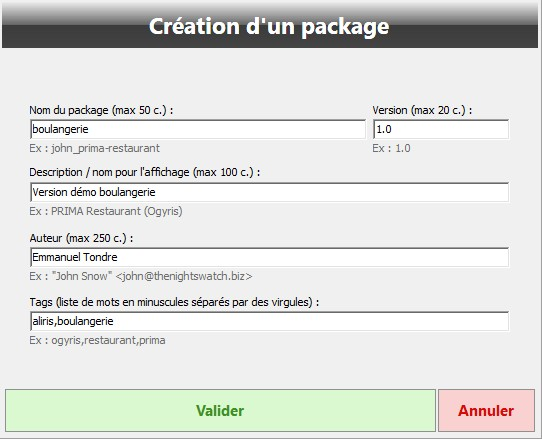 Création d'un package
Nom du package (max 50 c.) : Version (max 20 c.) :
boulangerie 1.0
Ex : john_prima-restaurant Ex : 1.0
Description / nom pour l'affichage (max 100 c.) :
Version démo boulangerie
Ex : PRIMA Restaurant (Ogyris)
Auteur (max 250 c.) :
Emmanuel Tondre
Ex : "John Snow" <john@thenightswatch.biz>
Tags (liste de mots en minuscules séparés par des virgules) :
aliris,boulangerie
Ex : ogyris,restaurant,prima
Valider Annuler